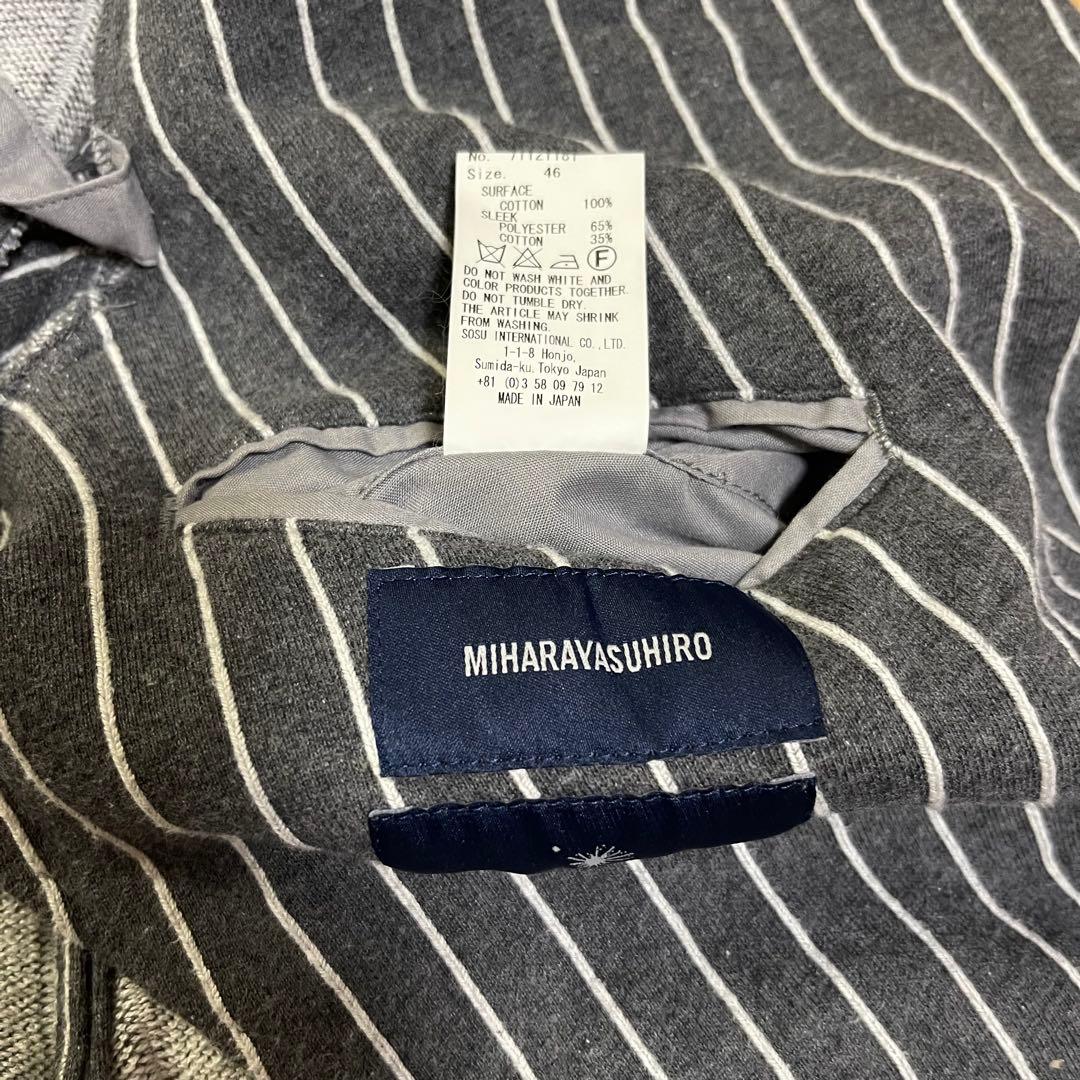 No. 71121181
Size. 46
SURFACE
COTTON 100%
SLEEK
POLYESTER 65%
COTTON 35%
F
DO NOT WASH WHITE AND
COLOR PRODUCTS TOGETHER.
DO NOT TUMBLE DRY.
THE ARTICLE MAY SHRINK
FROM WASHING.
SOSU INTERNATIONAL CO.,LTD.
1-1-8 Honjo,
Sumida-ku.Tokyo Japan
+81 (0)3 58 09 79 12
MADE IN JAPAN
MIHARAYASUHIRO